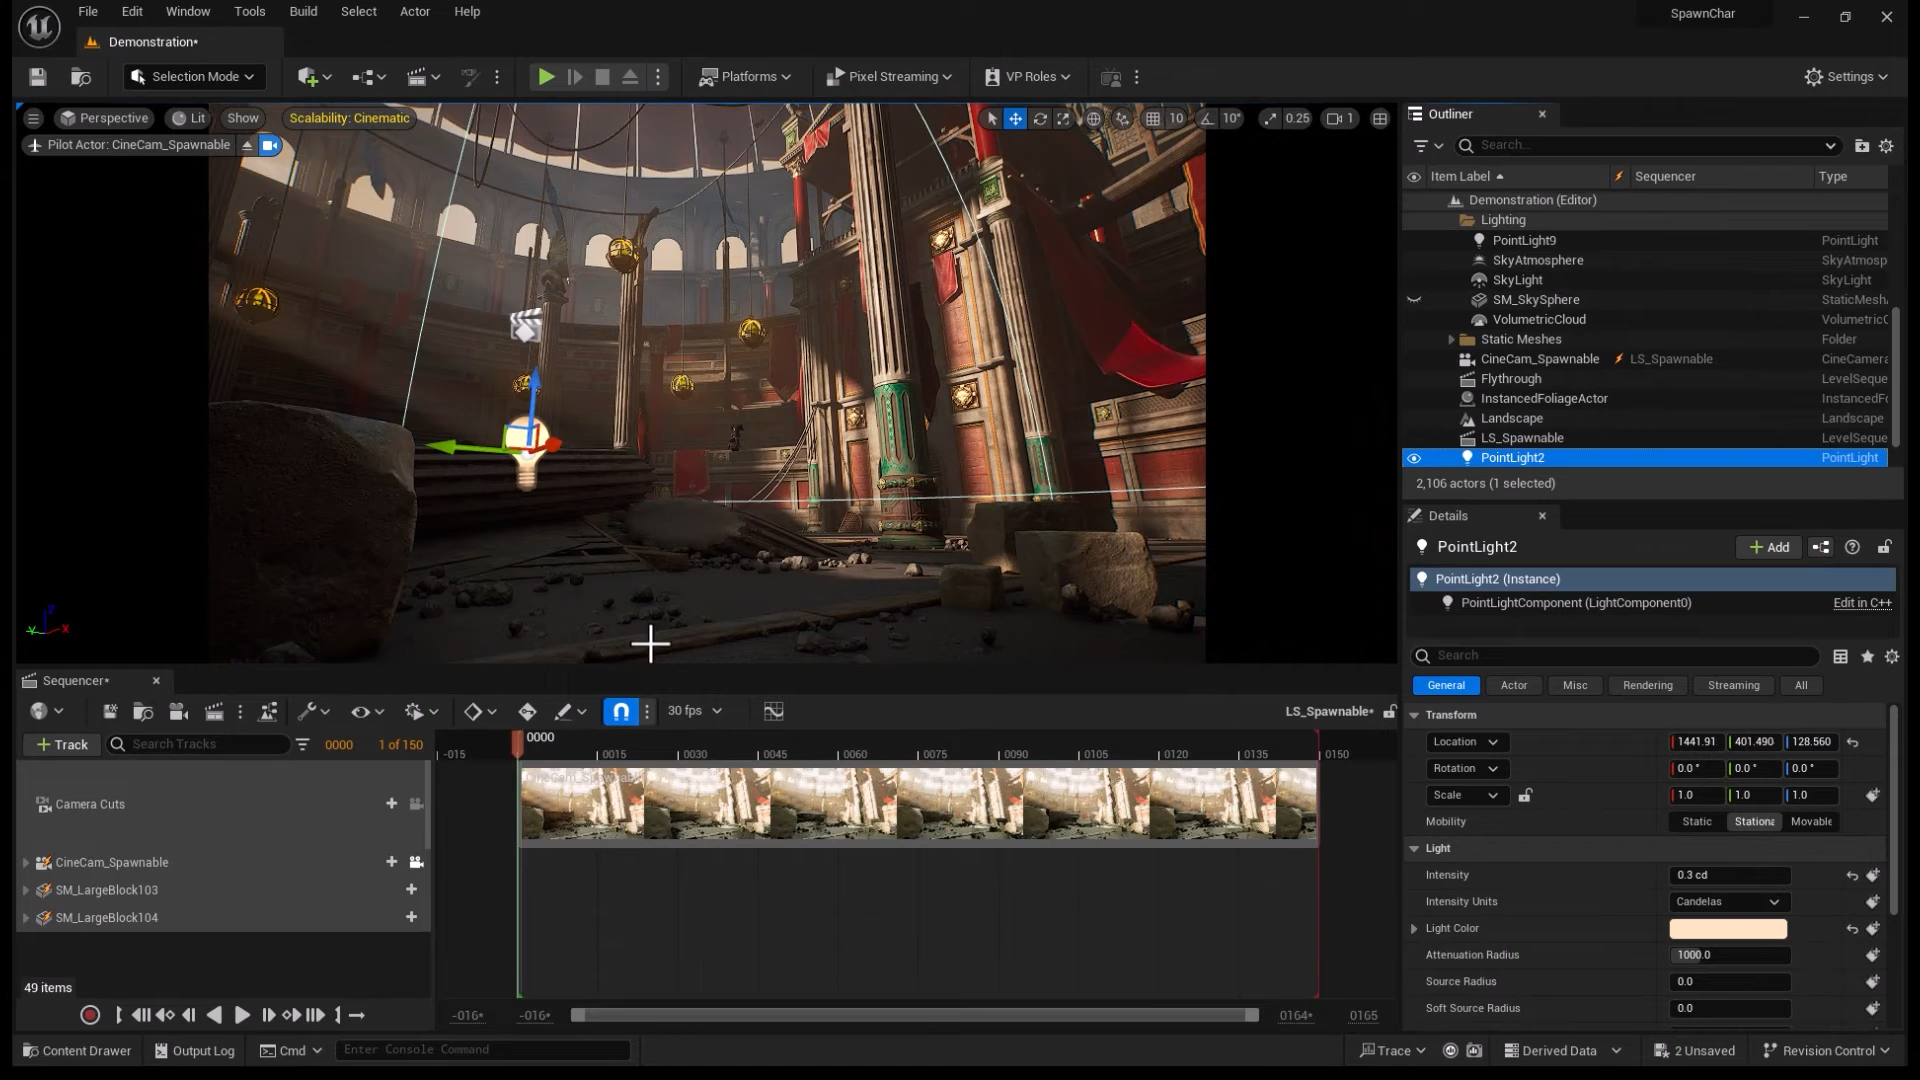 File Edit Window Tools Build Select Actor Help
SpawnChar
Demonstration*
Selection Mode
Platforms
Pixel Streaming
VP Roles
Settings
Perspective
Lit
Show
Scalability: Cinematic
10
10°
0.25
1
Pilot Actor: CineCam_Spawnable
Outliner
Search...
Item Label
Sequencer
Type
Demonstration (Editor)
Lighting
PointLight9 PointLight
SkyAtmosphere SkyAtmosp
SkyLight SkyLight
SM_SkySphere StaticMesh
VolumetricCloud VolumetricC
Static Meshes Folder
CineCam_Spawnable LS_Spawnable CineCamera
Flythrough LevelSeque
InstancedFoliageActor InstancedFo
Landscape Landscape
LS_Spawnable LevelSeque
PointLight2 PointLight
2,106 actors (1 selected)
Details
PointLight2
Add
PointLight2 (Instance)
PointLightComponent (LightComponent0) Edit in C++
Search
General Actor Misc Rendering Streaming All
Transform
Location 1441.91 401.490 128.560
Rotation 0.0° 0.0° 0.0°
Scale 1.0 1.0 1.0
Mobility Static Stationa Movable
Light
Intensity 0.3 cd
Intensity Units Candelas
Light Color
Attenuation Radius 1000.0
Source Radius 0.0
Soft Source Radius 0.0
Z
Y X
Sequencer*
30 fps
LS_Spawnable*
Track
Search Tracks
0000
1 of 150
0000
-015 0015 0030 0045 0060 0075 0090 0105 0120 0135 0150
CineCam_Spawnable
Camera Cuts
CineCam_Spawnable
SM_LargeBlock103
SM_LargeBlock104
49 items
-016* -016* 0164* 0165
Content Drawer
Output Log
Cmd
Enter Console Command
Trace
Derived Data
2 Unsaved
Revision Control